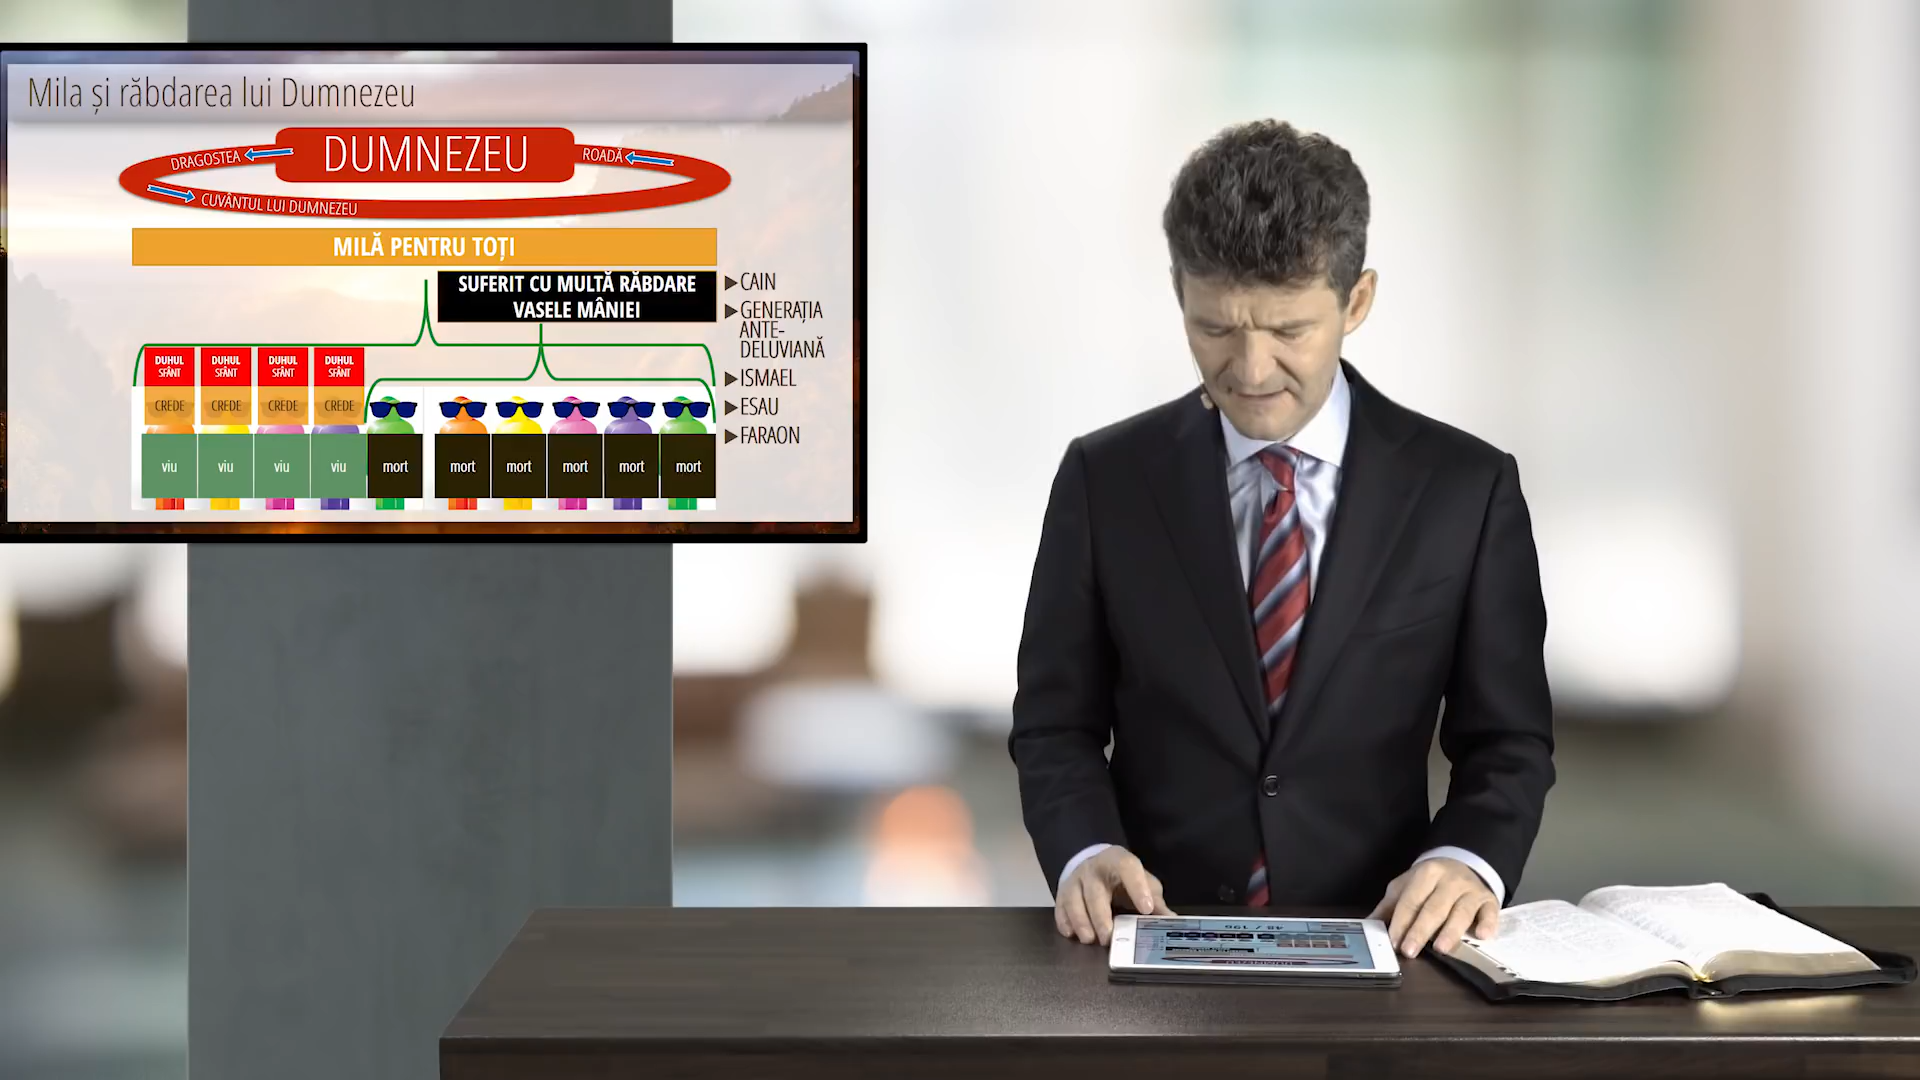 Mila și răbdarea lui Dumnezeu
DUMNEZEU
DRAGOSTEA
ROADĂ
CUVÂNTUL LUI DUMNEZEU
MILĂ PENTRU TOȚI
SUFERIT CU MULTĂ RĂBDARE
VASELE MÂNIEI
CAIN
GENERAȚIA
ANTE-
DELUVIANĂ
ISMAEL
ESAU
FARAON
DUHUL DUHUL DUHUL DUHUL
SFÂNT SFÂNT SFÂNT SFÂNT
CREDE CREDE CREDE CREDE
viu viu viu viu mort mort mort mort mort mort
48 / 196